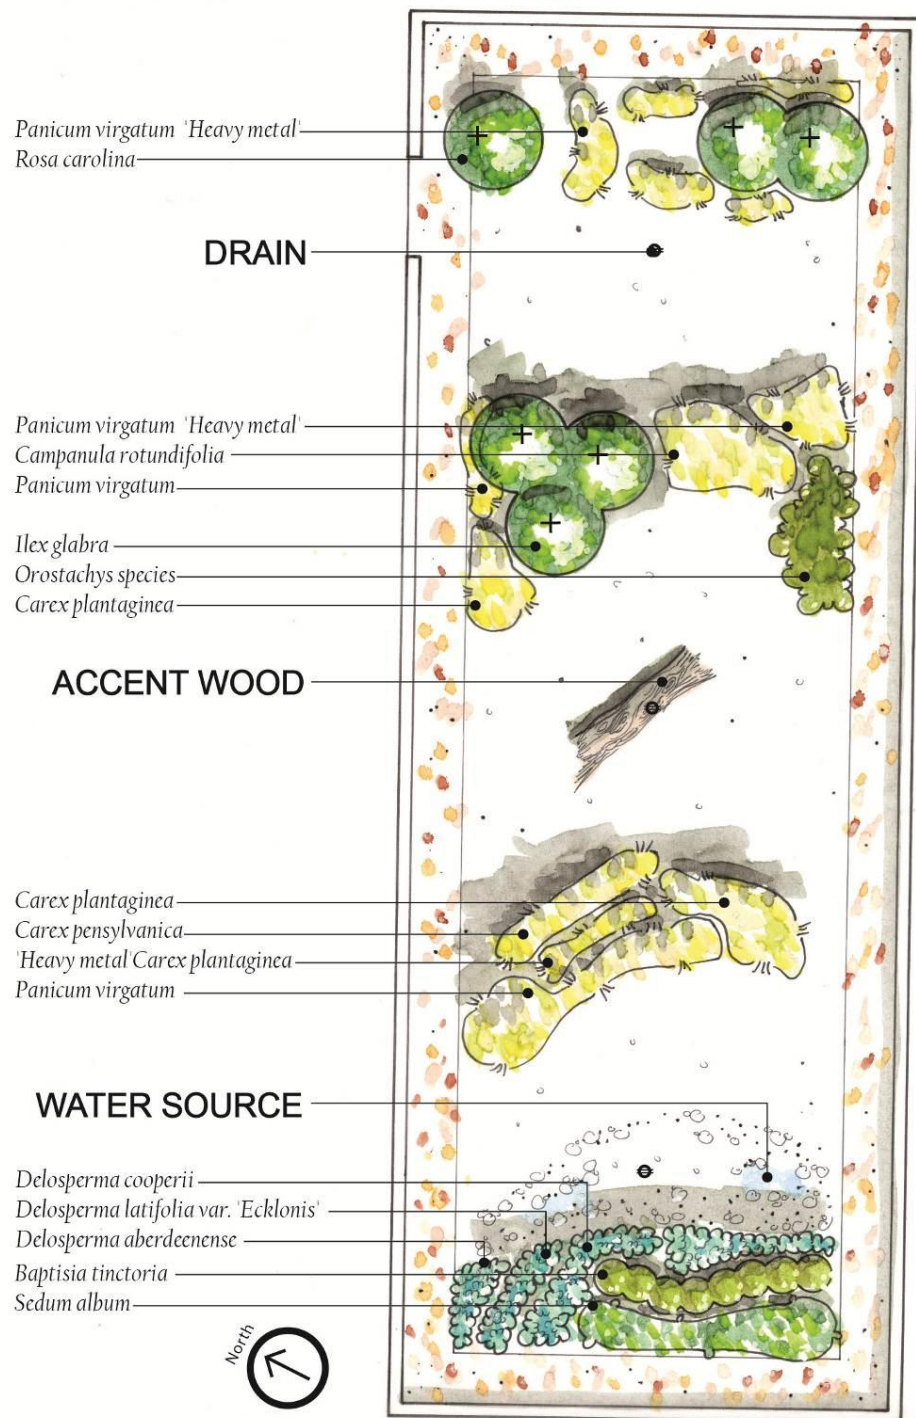 Panicum virgatum 'Heavy metal'
Rosa carolina
DRAIN
Panicum virgatum 'Heavy metal'
Campanula rotundifolia
Panicum virgatum
Ilex glabra
Orostachys species
Carex plantaginea
ACCENT WOOD
Carex plantaginea
Carex pensylvanica
'Heavy metal' Carex plantaginea
Panicum virgatum
WATER SOURCE
Delosperma cooperii
Delosperma latifolia var. 'Ecklonis'
Delosperma aberdeenense
Baptisia tinctoria
Sedum album
North